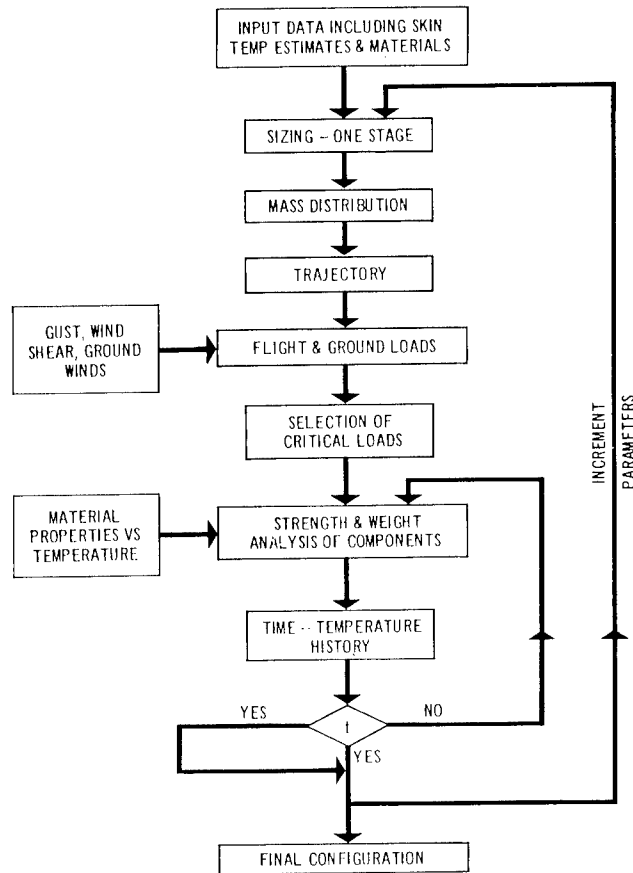 INPUT DATA INCLUDING SKIN
TEMP ESTIMATES & MATERIALS
SIZING -- ONE STAGE
MASS DISTRIBUTION
TRAJECTORY
GUST, WIND
SHEAR, GROUND
WINDS
FLIGHT & GROUND LOADS
SELECTION OF
CRITICAL LOADS
INCREMENT
PARAMETERS
MATERIAL
PROPERTIES VS
TEMPERATURE
STRENGTH & WEIGHT
ANALYSIS OF COMPONENTS
TIME -- TEMPERATURE
HISTORY
YES
t
NO
YES
FINAL CONFIGURATION